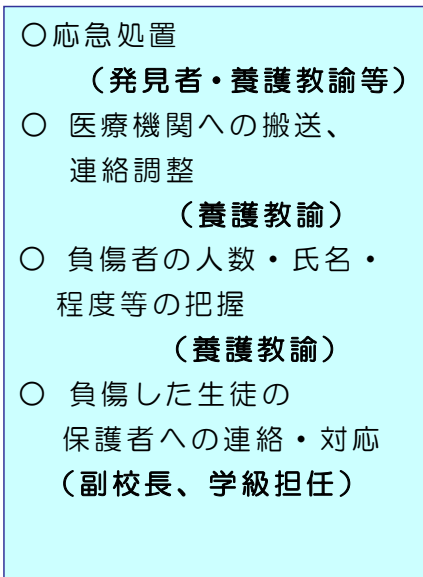 ○応急処置
（発見者・養護教諭等）
○ 医療機関への搬送、
連絡調整
（養護教諭）
○ 負傷者の人数・氏名・
程度等の把握
（養護教諭）
○ 負傷した生徒の
保護者への連絡・対応
（副校長、学級担任）